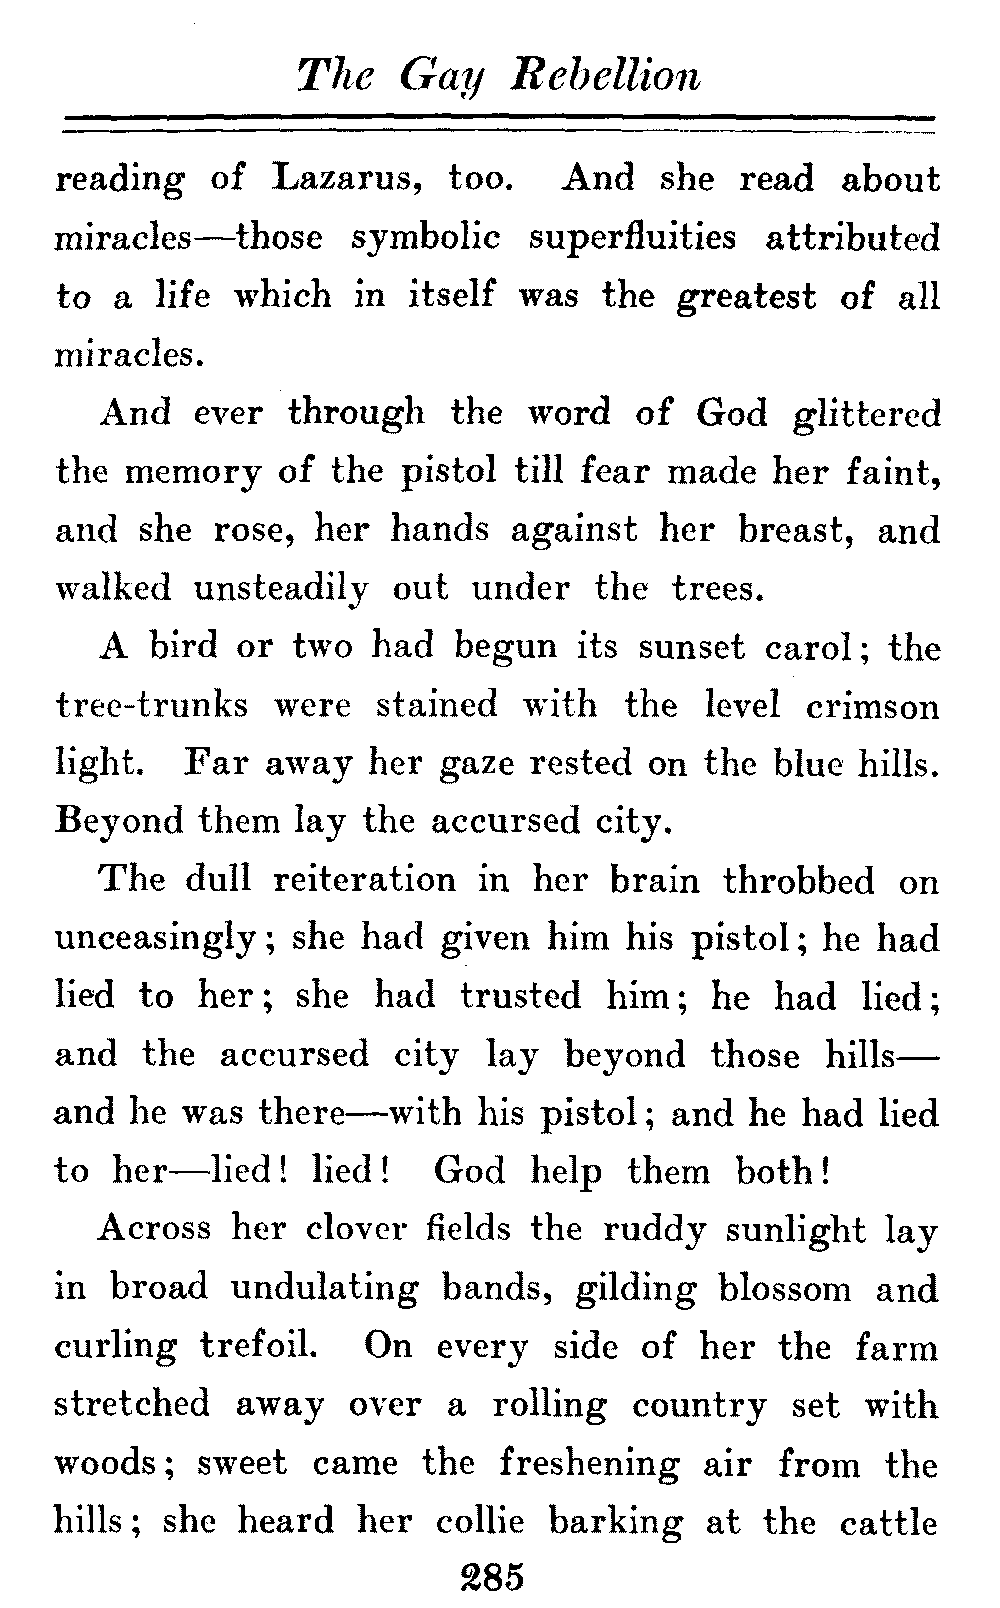 The Gay Rebellion
reading of Lazarus, too. And she read about
miracles—those symbolic superfluities attributed
to a life which in itself was the greatest of all
miracles.
And ever through the word of God glittered
the memory of the pistol till fear made her faint,
and she rose, her hands against her breast, and
walked unsteadily out under the trees.
A bird or two had begun its sunset carol; the
tree-trunks were stained with the level crimson
light. Far away her gaze rested on the blue hills.
Beyond them lay the accursed city.
The dull reiteration in her brain throbbed on
unceasingly; she had given him his pistol; he had
lied to her; she had trusted him; he had lied;
and the accursed city lay beyond those hills—
and he was there—with his pistol; and he had lied
to her—lied! lied! God help them both!
Across her clover fields the ruddy sunlight lay
in broad undulating bands, gilding blossom and
curling trefoil. On every side of her the farm
stretched away over a rolling country set with
woods; sweet came the freshening air from the
hills; she heard her collie barking at the cattle
285